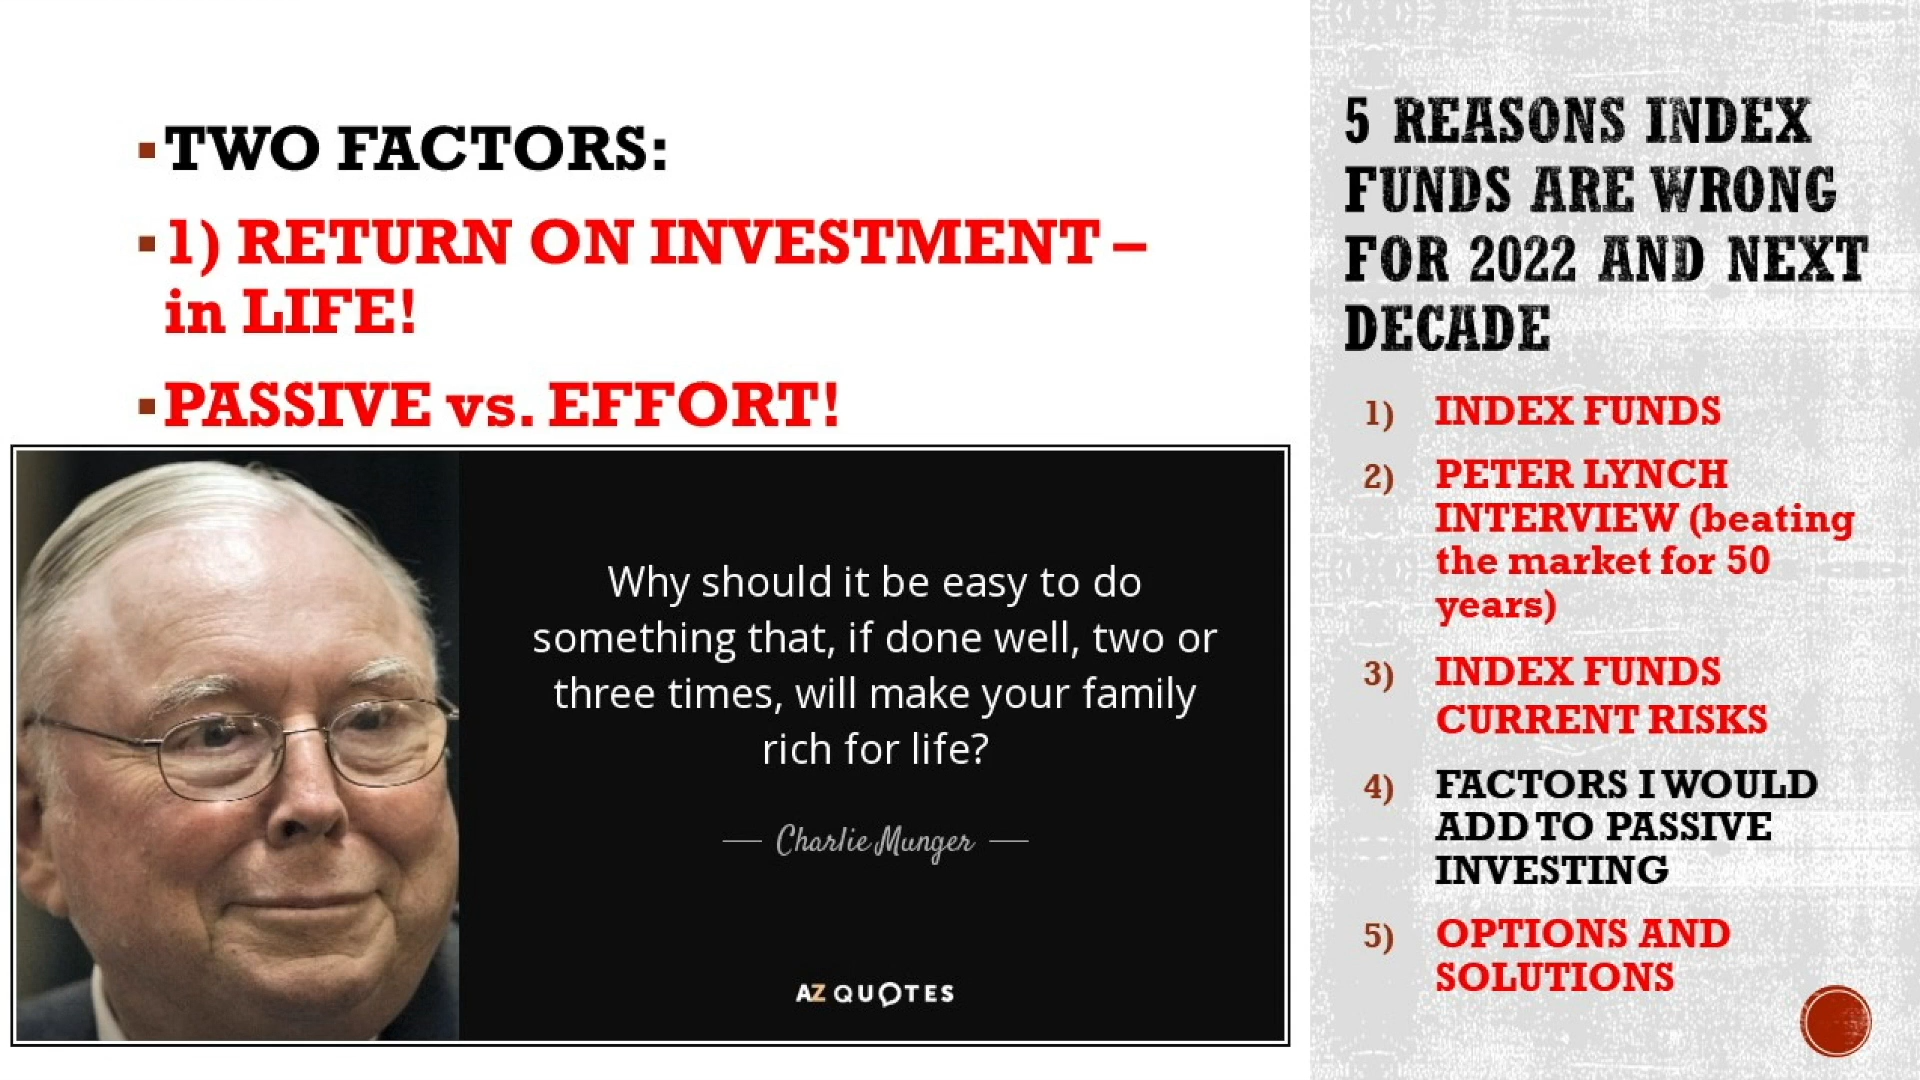 ▪TWO FACTORS:
▪1) RETURN ON INVESTMENT –
in LIFE!
▪PASSIVE vs. EFFORT!
Why should it be easy to do
something that, if done well, two or
three times, will make your family
rich for life?
— Charlie Munger —
AZ QUOTES
5 REASONS INDEX
FUNDS ARE WRONG
FOR 2022 AND NEXT
DECADE
1) INDEX FUNDS
2) PETER LYNCH
INTERVIEW (beating
the market for 50
years)
3) INDEX FUNDS
CURRENT RISKS
4) FACTORS I WOULD
ADD TO PASSIVE
INVESTING
5) OPTIONS AND
SOLUTIONS